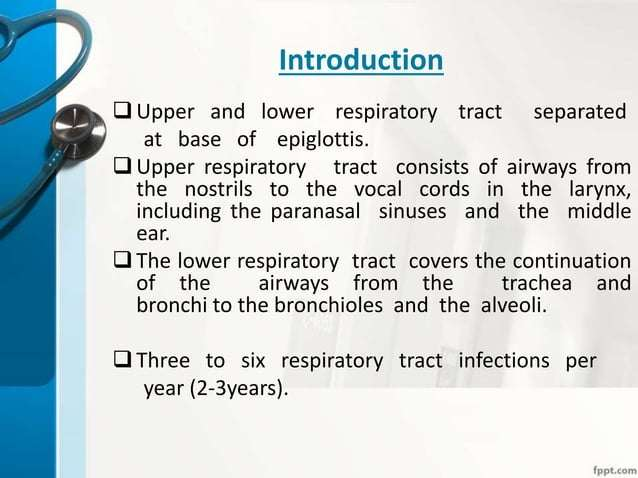 Introduction
❑Upper and lower respiratory tract separated
at base of epiglottis.
❑Upper respiratory tract consists of airways from
the nostrils to the vocal cords in the larynx,
including the paranasal sinuses and the middle
ear.
❑The lower respiratory tract covers the continuation
of the airways from the trachea and
bronchi to the bronchioles and the alveoli.
❑Three to six respiratory tract infections per
year (2-3years).
fppt.com